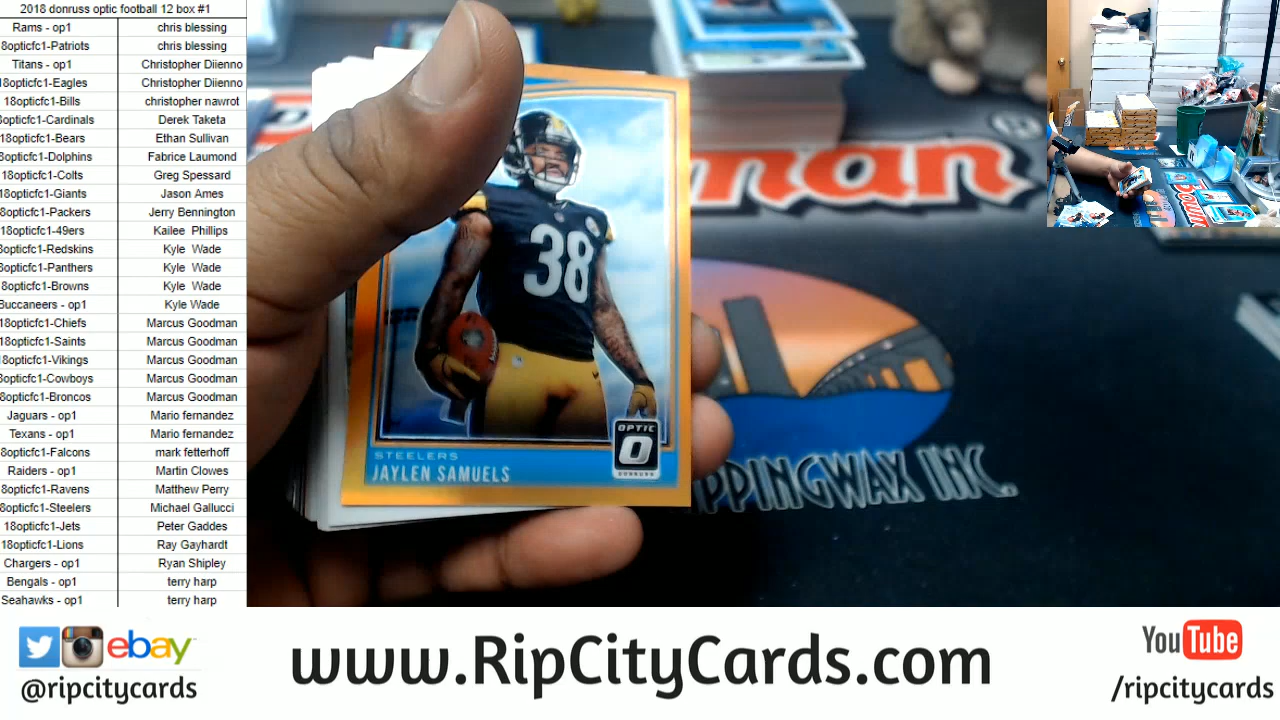 2018 donruss optic football 12 box #1
Rams - op1 chris blessing
8opticfc1-Patriots chris blessing
Titans - op1 Christopher Diienno
18opticfc1-Eagles Christopher Diienno
18opticfc1-Bills christopher nawrot
8opticfc1-Cardinals Derek Taketa
18opticfc1-Bears Ethan Sullivan
8opticfc1-Dolphins Fabrice Laumond
18opticfc1-Colts Greg Spessard
18opticfc1-Giants Jason Ames
8opticfc1-Packers Jerry Bennington
18opticfc1-49ers Kailee Phillips
8opticfc1-Redskins Kyle Wade
8opticfc1-Panthers Kyle Wade
8opticfc1-Browns Kyle Wade
Buccaneers - op1 Kyle Wade
18opticfc1-Chiefs Marcus Goodman
18opticfc1-Saints Marcus Goodman
18opticfc1-Vikings Marcus Goodman
8opticfc1-Cowboys Marcus Goodman
8opticfc1-Broncos Marcus Goodman
Jaguars - op1 Mario fernandez
Texans - op1 Mario fernandez
8opticfc1-Falcons mark fetterhoff
Raiders - op1 Martin Clowes
8opticfc1-Ravens Matthew Perry
8opticfc1-Steelers Michael Gallucci
18opticfc1-Jets Peter Gaddes
18opticfc1-Lions Ray Gayhardt
Chargers - op1 Ryan Shipley
Bengals - op1 terry harp
Seahawks - op1 terry harp
man ®
38
OPTIC
O
DONRUSS
STEELERS
JAYLEN SAMUELS
PPINGWAX INC.
Bowm
ebay
@ripcitycards
www.RipCityCards.com
YouTube
/ripcitycards